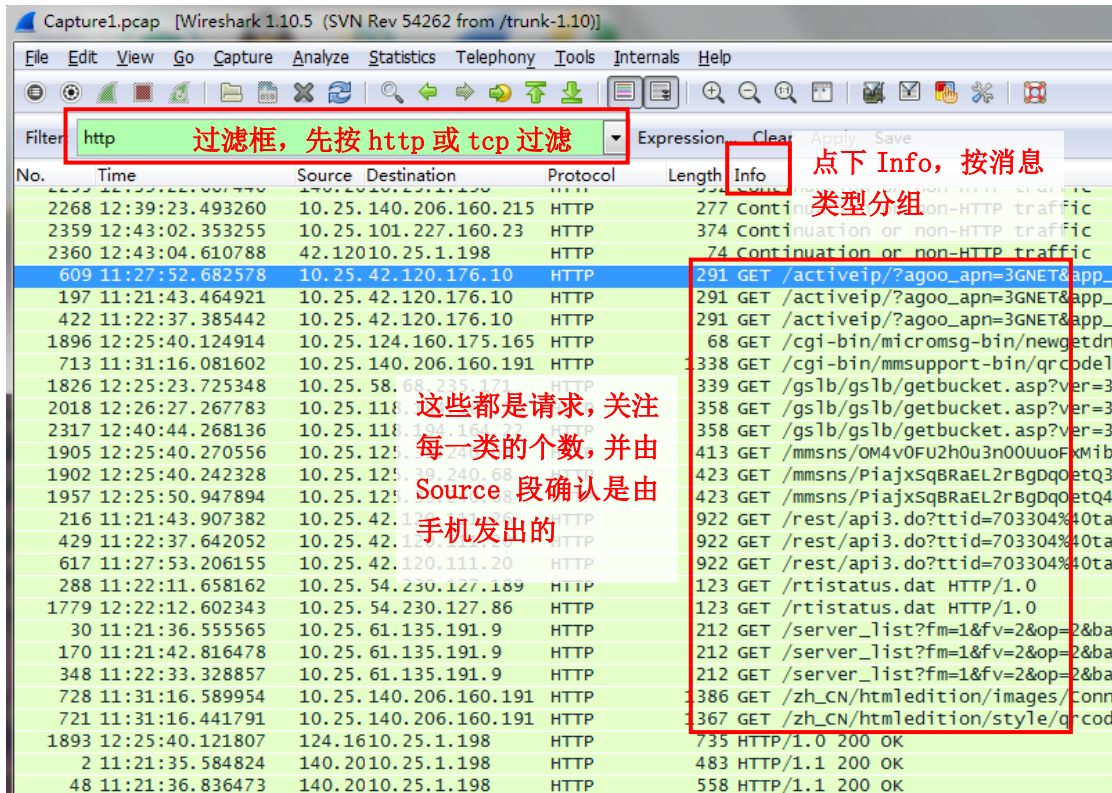 Capture1.pcap [Wireshark 1.10.5 (SVN Rev 54262 from /trunk-1.10)]
File Edit View Go Capture Analyze Statistics Telephony Tools Internals Help
Filter: http 过滤框，先按 http 或 tcp 过滤 Expression... Clear Apply Save
点下 Info，按消息
类型分组
No. Time Source Destination Protocol Length Info
2268 12:39:23.493260 10.25. 140.206.160.215 HTTP 277 Continuation or non-HTTP traffic
2359 12:43:02.353255 10.25. 101.227.160.23 HTTP 374 Continuation or non-HTTP traffic
2360 12:43:04.610788 42.120 10.25.1.198 HTTP 74 Continuation or non-HTTP traffic
609 11:27:52.682578 10.25. 42.120.176.10 HTTP 291 GET /activeip/?agoo_apn=3GNET&app_
197 11:21:43.464921 10.25. 42.120.176.10 HTTP 291 GET /activeip/?agoo_apn=3GNET&app_
422 11:22:37.385442 10.25. 42.120.176.10 HTTP 291 GET /activeip/?agoo_apn=3GNET&app_
1896 12:25:40.124914 10.25. 124.160.175.165 HTTP 68 GET /cgi-bin/micromsg-bin/newgetdn
713 11:31:16.081602 10.25. 140.206.160.191 HTTP 1338 GET /cgi-bin/mmsupport-bin/qrcodel
1826 12:25:23.725348 10.25. 58.68.235.171 HTTP 339 GET /gslb/gslb/getbucket.asp?ver=3
2018 12:26:27.267783 10.25. 118. HTTP 358 GET /gslb/gslb/getbucket.asp?ver=3
2317 12:40:44.268136 10.25. 118.194.164.22 HTTP 358 GET /gslb/gslb/getbucket.asp?ver=3
1905 12:25:40.270556 10.25. 125. HTTP 413 GET /mmsns/OM4vOFU2h0u3nO0UuoFxMib
1902 12:25:40.242328 10.25. 125.39.240.68 HTTP 423 GET /mmsns/PiajxSqBRaEL2rBgDqOetQ3
1957 12:25:50.947894 10.25. 125. HTTP 423 GET /mmsns/PiajxSqBRaEL2rBgDqOetQ4
216 11:21:43.907382 10.25. 42. HTTP 922 GET /rest/api3.do?ttid=703304%40ta
429 11:22:37.642052 10.25. 42.120.111.20 HTTP 922 GET /rest/api3.do?ttid=703304%40ta
617 11:27:53.206155 10.25. 42.120.111.20 HTTP 922 GET /rest/api3.do?ttid=703304%40ta
288 11:22:11.658162 10.25. 54.230.127.189 HTTP 123 GET /rtistatus.dat HTTP/1.0
1779 12:22:12.602343 10.25. 54.230.127.86 HTTP 123 GET /rtistatus.dat HTTP/1.0
30 11:21:36.555565 10.25. 61.135.191.9 HTTP 212 GET /server_list?fm=1&fv=2&op=2&ba
170 11:21:42.816478 10.25. 61.135.191.9 HTTP 212 GET /server_list?fm=1&fv=2&op=2&ba
348 11:22:33.328857 10.25. 61.135.191.9 HTTP 212 GET /server_list?fm=1&fv=2&op=2&ba
728 11:31:16.589954 10.25. 140.206.160.191 HTTP 1386 GET /zh_CN/htmledition/images/Conn
721 11:31:16.441791 10.25. 140.206.160.191 HTTP 1367 GET /zh_CN/htmledition/style/qrcod
1893 12:25:40.121807 124.16 10.25.1.198 HTTP 735 HTTP/1.0 200 OK
2 11:21:35.584824 140.20 10.25.1.198 HTTP 483 HTTP/1.1 200 OK
48 11:21:36.836473 140.20 10.25.1.198 HTTP 558 HTTP/1.1 200 OK
这些都是请求，关注
每一类的个数，并由
Source 段确认是由
手机发出的